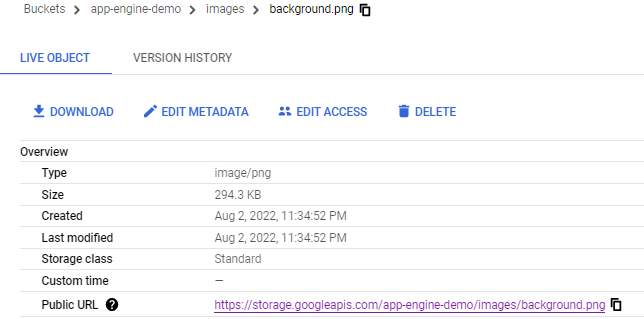 Buckets > app-engine-demo > images > background.png
LIVE OBJECT VERSION HISTORY
DOWNLOAD EDIT METADATA EDIT ACCESS DELETE
Overview
Type image/png
Size 294.3 KB
Created Aug 2, 2022, 11:34:52 PM
Last modified Aug 2, 2022, 11:34:52 PM
Storage class Standard
Custom time —
Public URL ? https://storage.googleapis.com/app-engine-demo/images/background.png